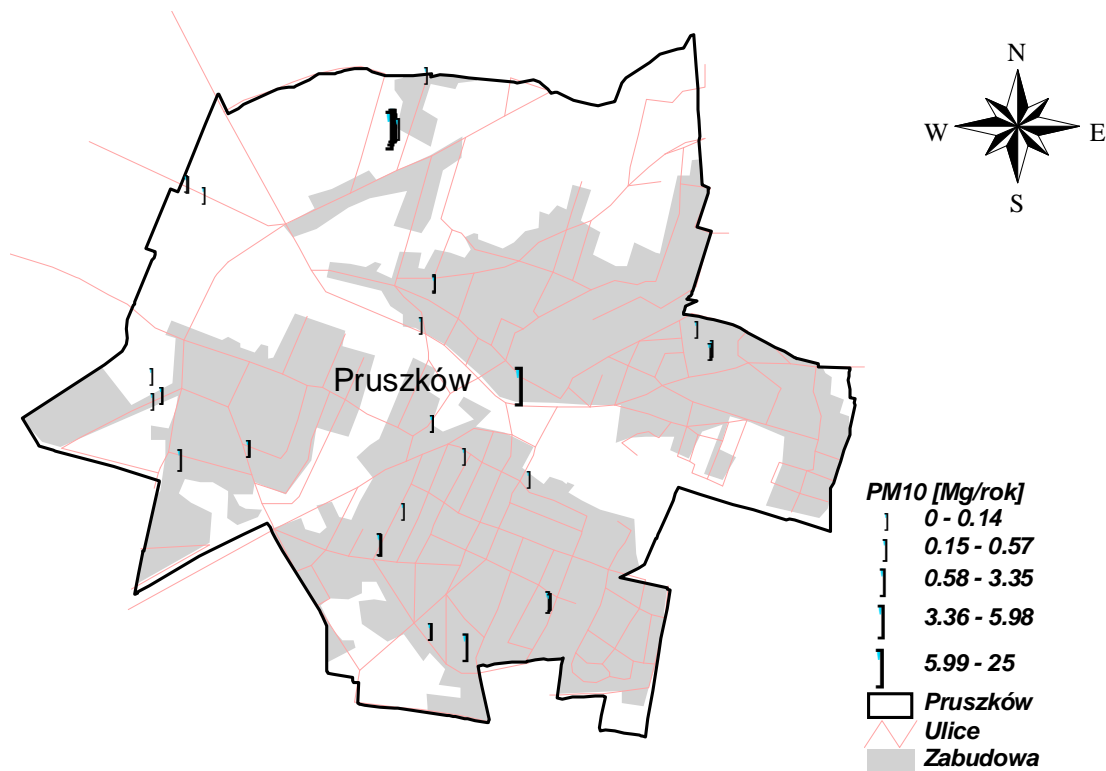 N
W
E
S
Pruszków
PM10 [Mg/rok]
0 - 0.14
0.15 - 0.57
0.58 - 3.35
3.36 - 5.98
5.99 - 25
Pruszków
Ulice
Zabudowa